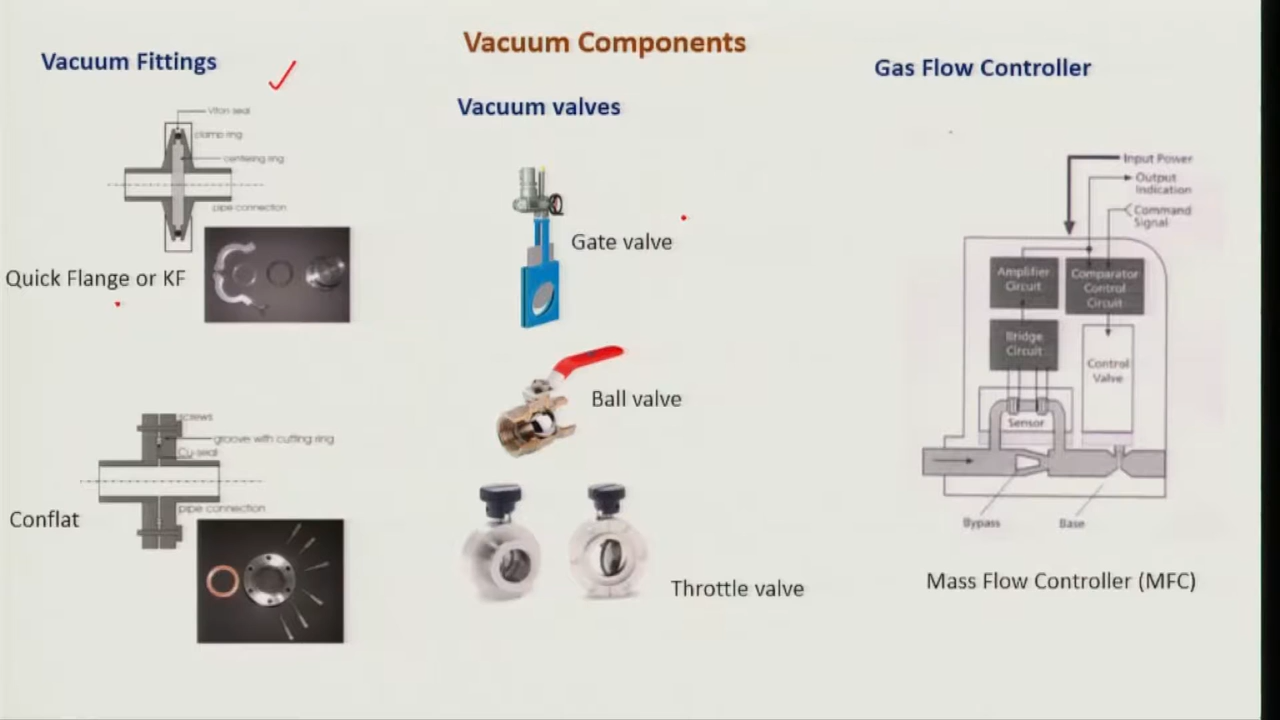 Vacuum Components
Vacuum Fittings
Viton seal
clamp ring
centering ring
pipe connection
Quick Flange or KF
screws
groove with cutting ring
Cu-seal
pipe connection
Conflat
Vacuum valves
Gate valve
Ball valve
Throttle valve
Gas Flow Controller
Input Power
Output
Indication
Command
Signal
Amplifier
Circuit
Comparator
Control
Circuit
Bridge
Circuit
Control
Valve
Sensor
Bypass
Base
Mass Flow Controller (MFC)